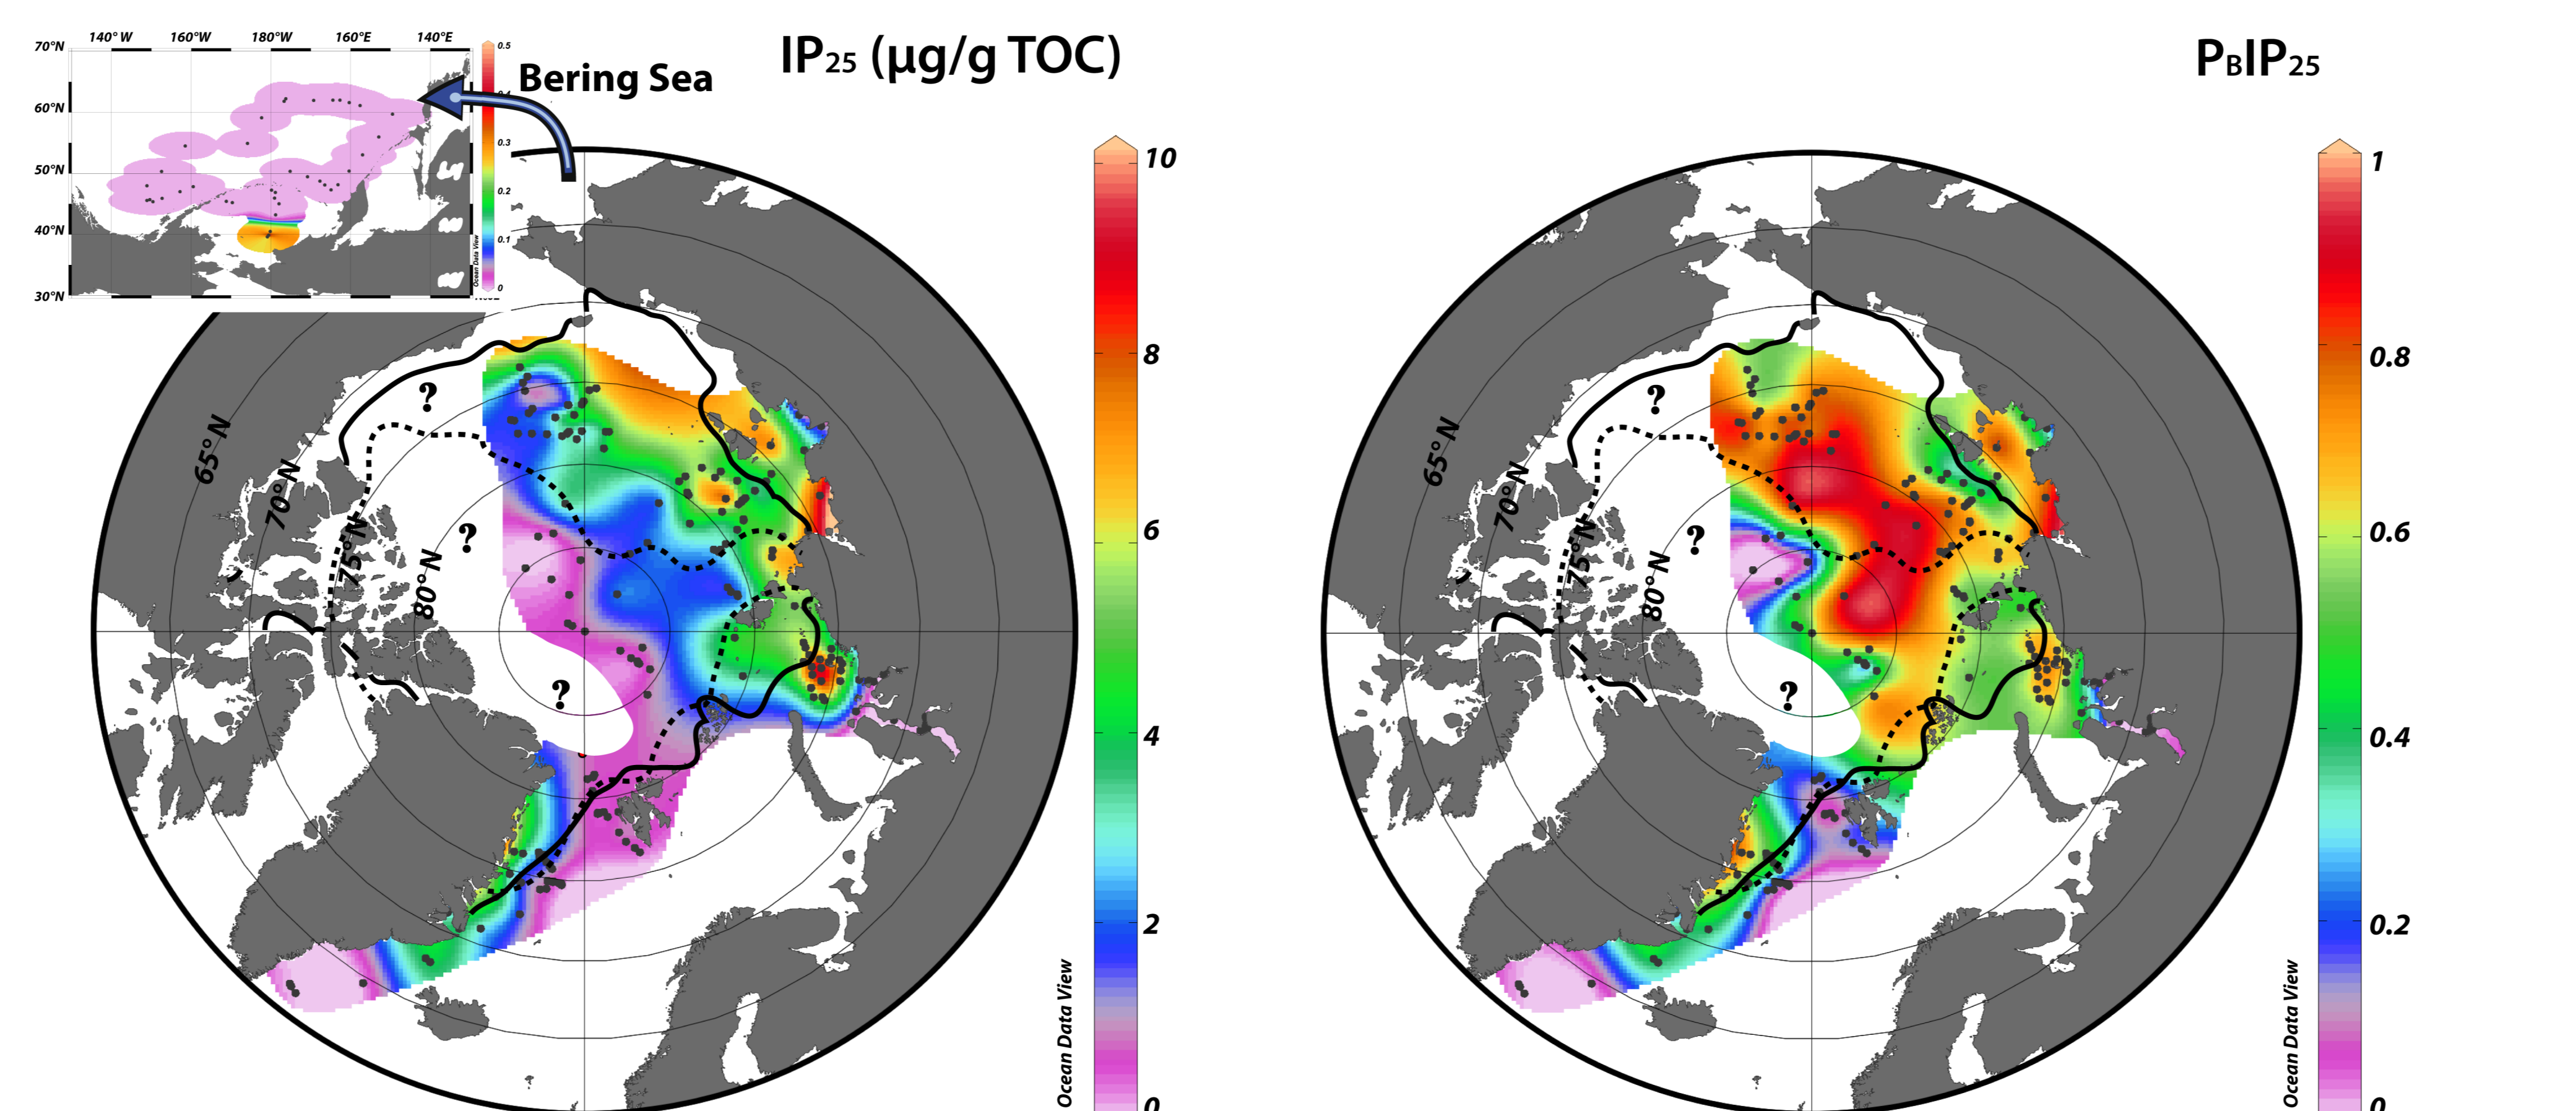 140°W 160°W 180°W 160°E 140°E
70°N
60°N
50°N
40°N
30°N
0.5
0.3
0.2
0.1
0
Ocean Data View
Bering Sea
IP25 (µg/g TOC)
10
8
6
4
2
0
Ocean Data View
65°N
70°N
75°N
80°N
?
?
?
PBIP25
1
0.8
0.6
0.4
0.2
0
Ocean Data View
65°N
70°N
75°N
80°N
?
?
?